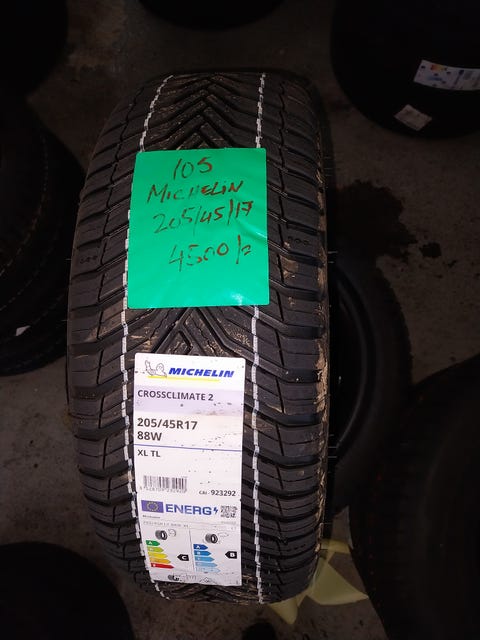 105
MICHELIN
205/45/17
4500/=
MICHELIN
CROSSCLIMATE 2
205/45R17
88W
XL TL
CAI - 923292
ENERG
C
B